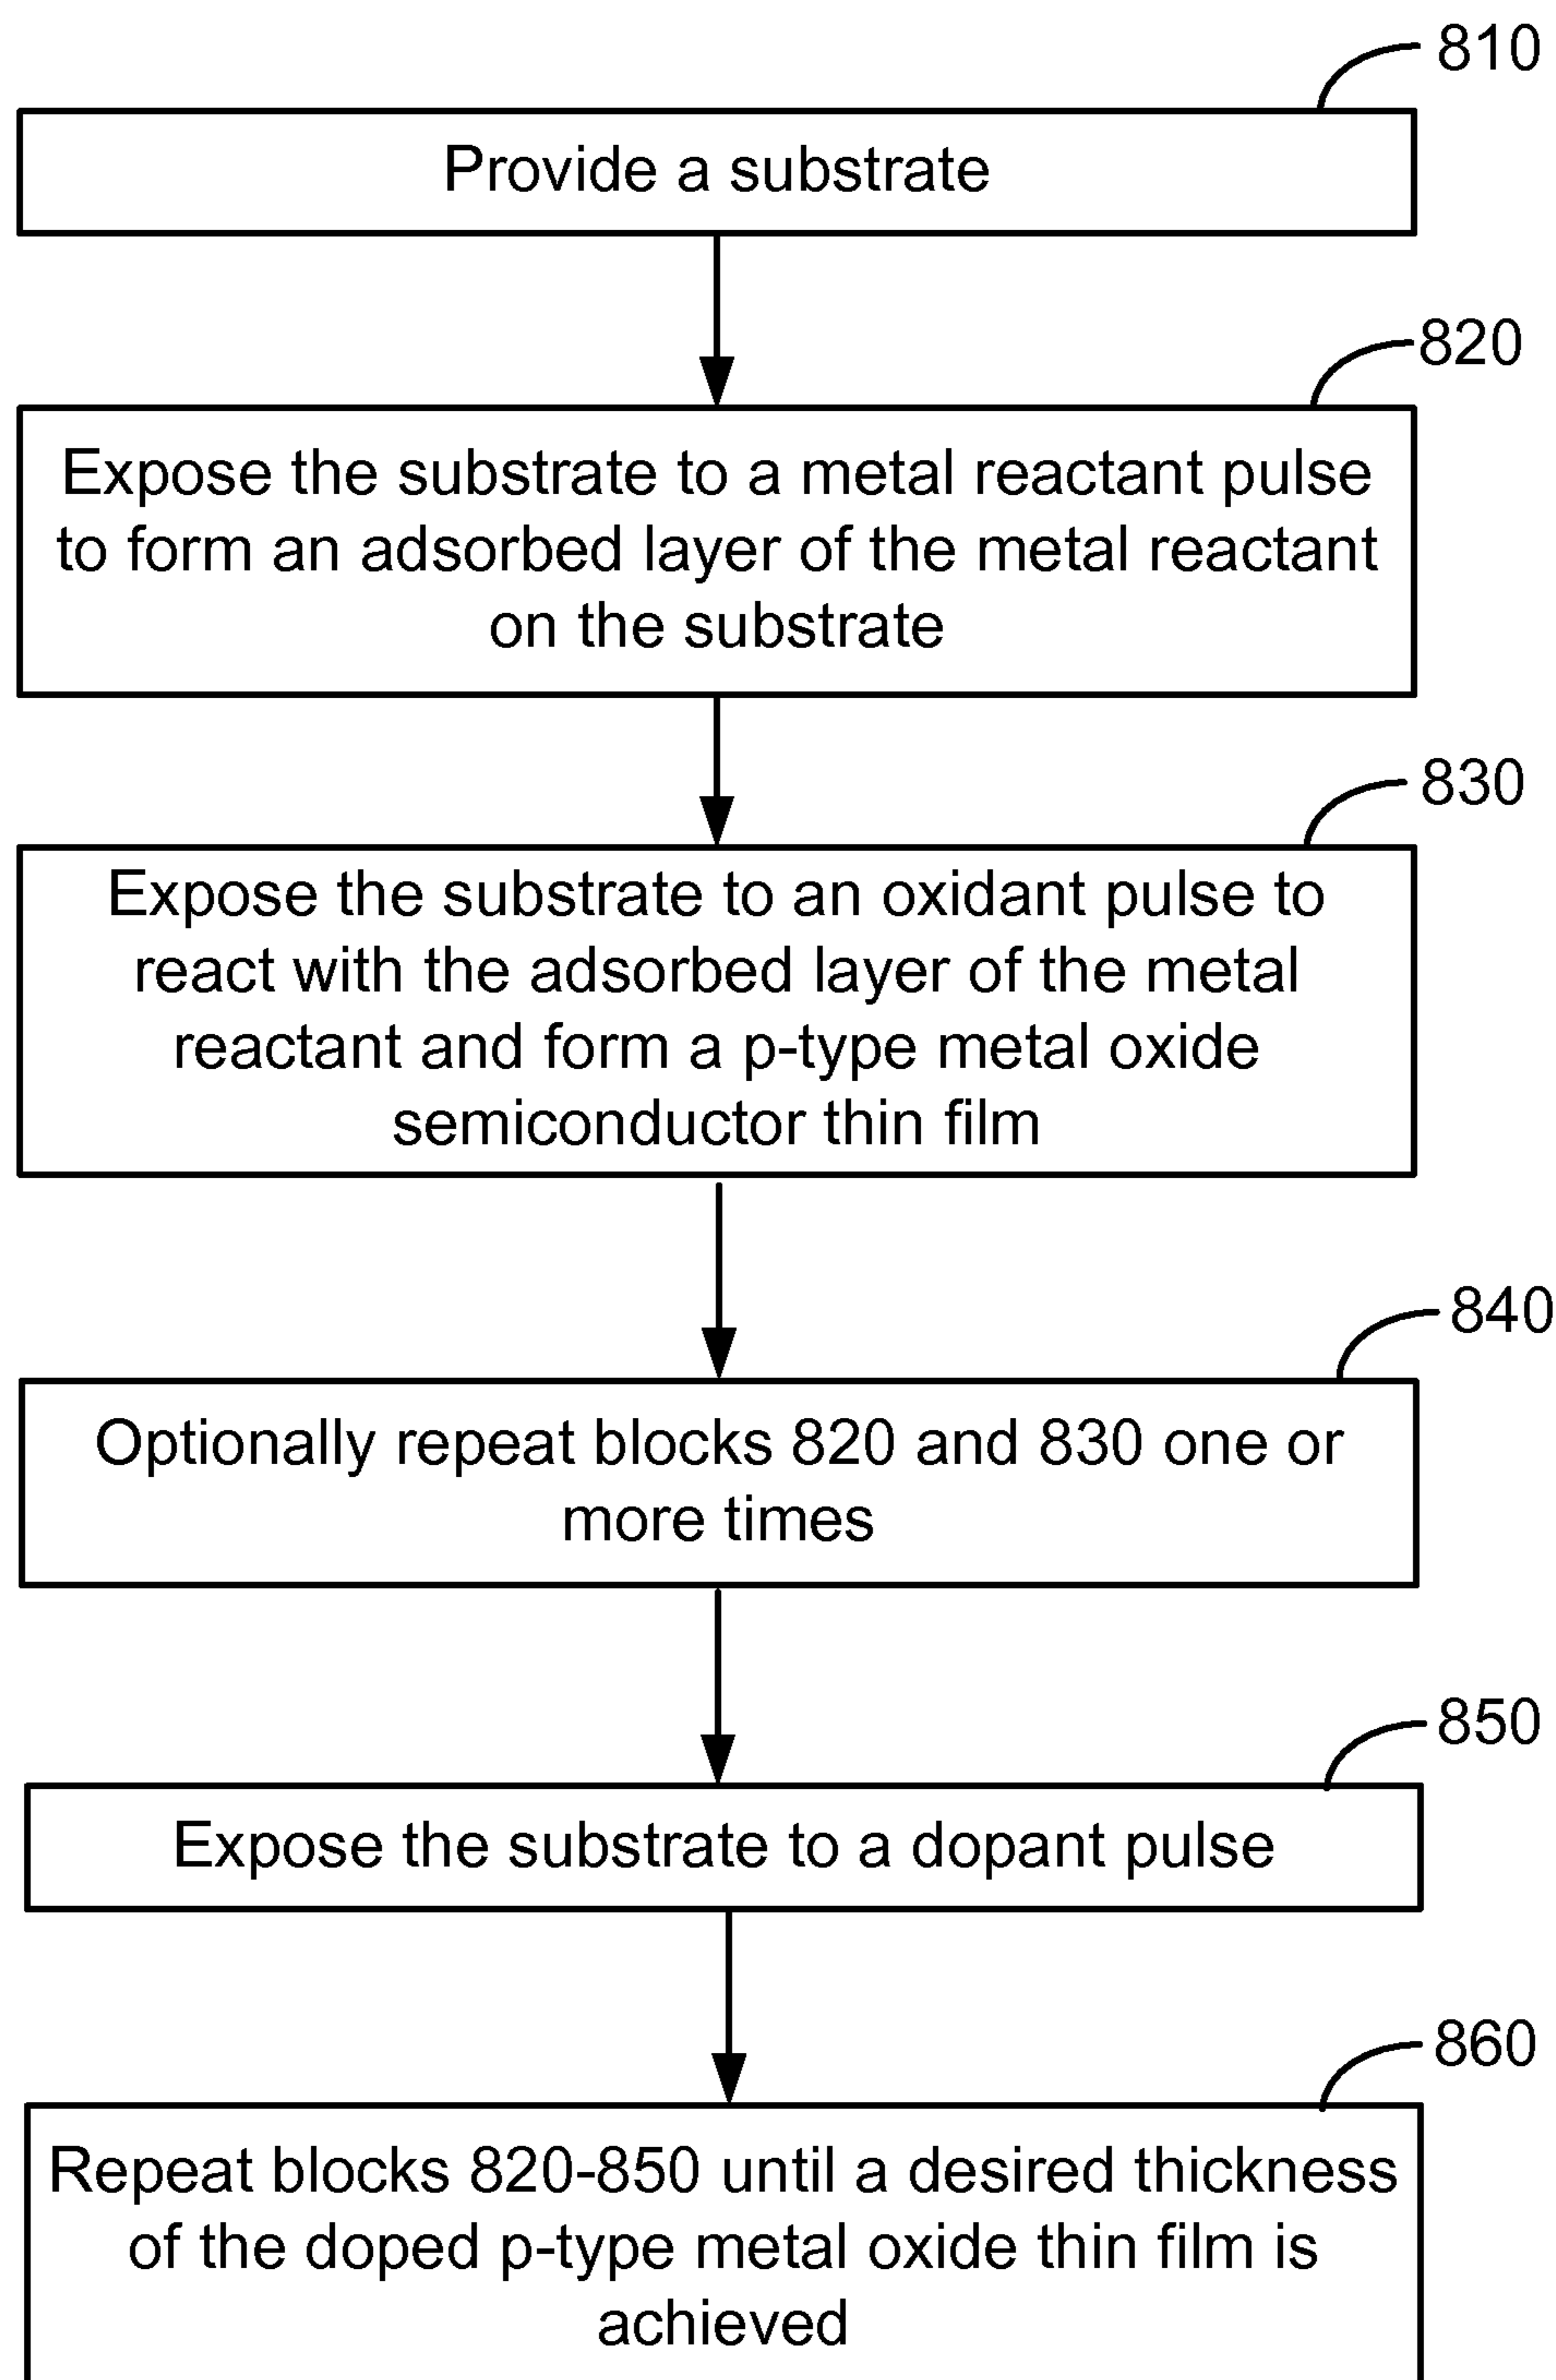 810
Provide a substrate
820
Expose the substrate to a metal reactant pulse
to form an adsorbed layer of the metal reactant
on the substrate
830
Expose the substrate to an oxidant pulse to
react with the adsorbed layer of the metal
reactant and form a p-type metal oxide
semiconductor thin film
840
Optionally repeat blocks 820 and 830 one or
more times
850
Expose the substrate to a dopant pulse
860
Repeat blocks 820-850 until a desired thickness
of the doped p-type metal oxide thin film is
achieved